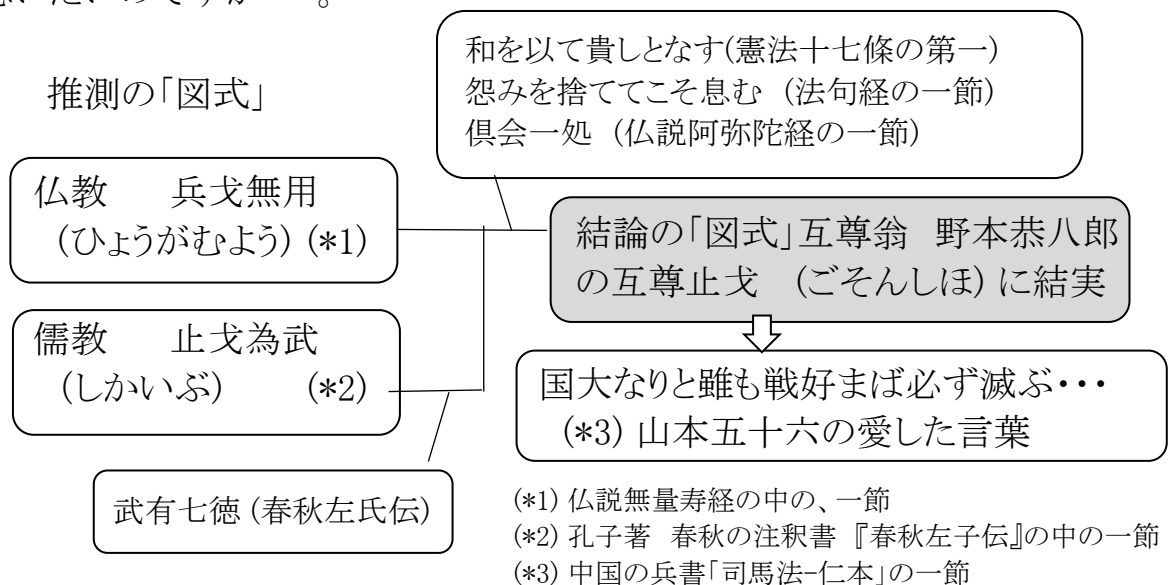 推測の「図式」
和を以て貴しとなす(憲法十七條の第一)
怨みを捨ててこそ息む (法句経の一節)
倶会一処 (仏説阿弥陀経の一節)
仏教 兵戈無用
(ひょうがむよう) (*1)
結論の「図式」互尊翁 野本恭八郎
の互尊止戈 (ごそんしほ) に結実
儒教 止戈為武
(しかいぶ) (*2)
国大なりと雖も戦好まば必ず滅ぶ・・・
(*3) 山本五十六の愛した言葉
武有七徳 (春秋左氏伝)
(*1) 仏説無量寿経の中の、一節
(*2) 孔子著 春秋の注釈書 『春秋左子伝』の中の一節
(*3) 中国の兵書「司馬法-仁本」の一節